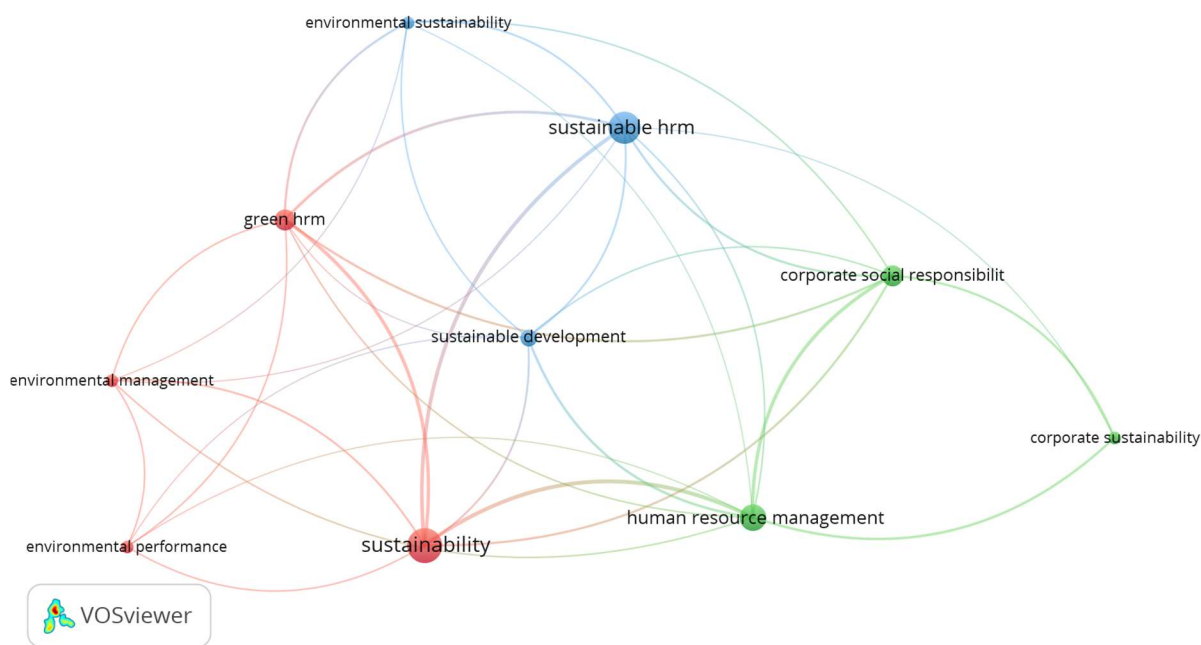 environmental sustainability
sustainable hrm
green hrm
corporate social responsibilit
sustainable development
environmental management
corporate sustainability
human resource management
sustainability
environmental performance
VOSviewer